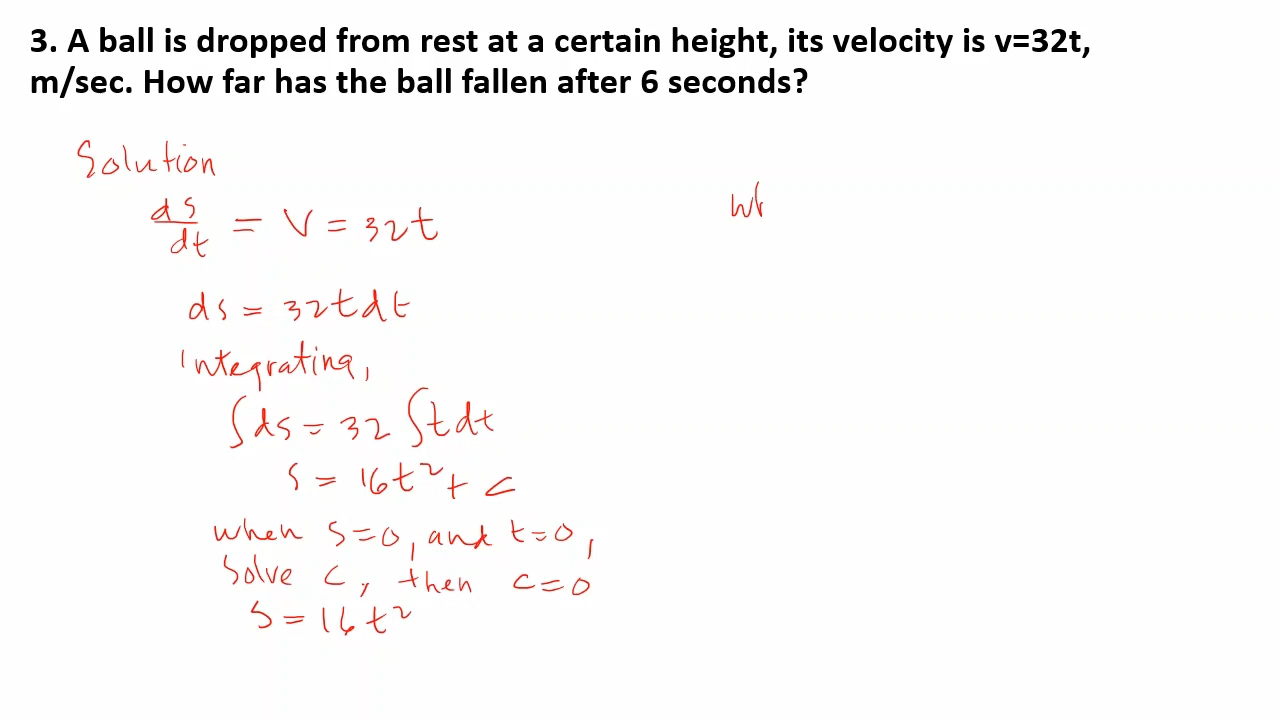 3. A ball is dropped from rest at a certain height, its velocity is v=32t,
m/sec. How far has the ball fallen after 6 seconds?
Solution
ds/dt = V = 32t
ds = 32tdt
Integrating,
∫ds = 32 ∫tdt
s = 16t² + c
when s=0, and t=0,
Solve c, then c=0
S = 16t²
wh